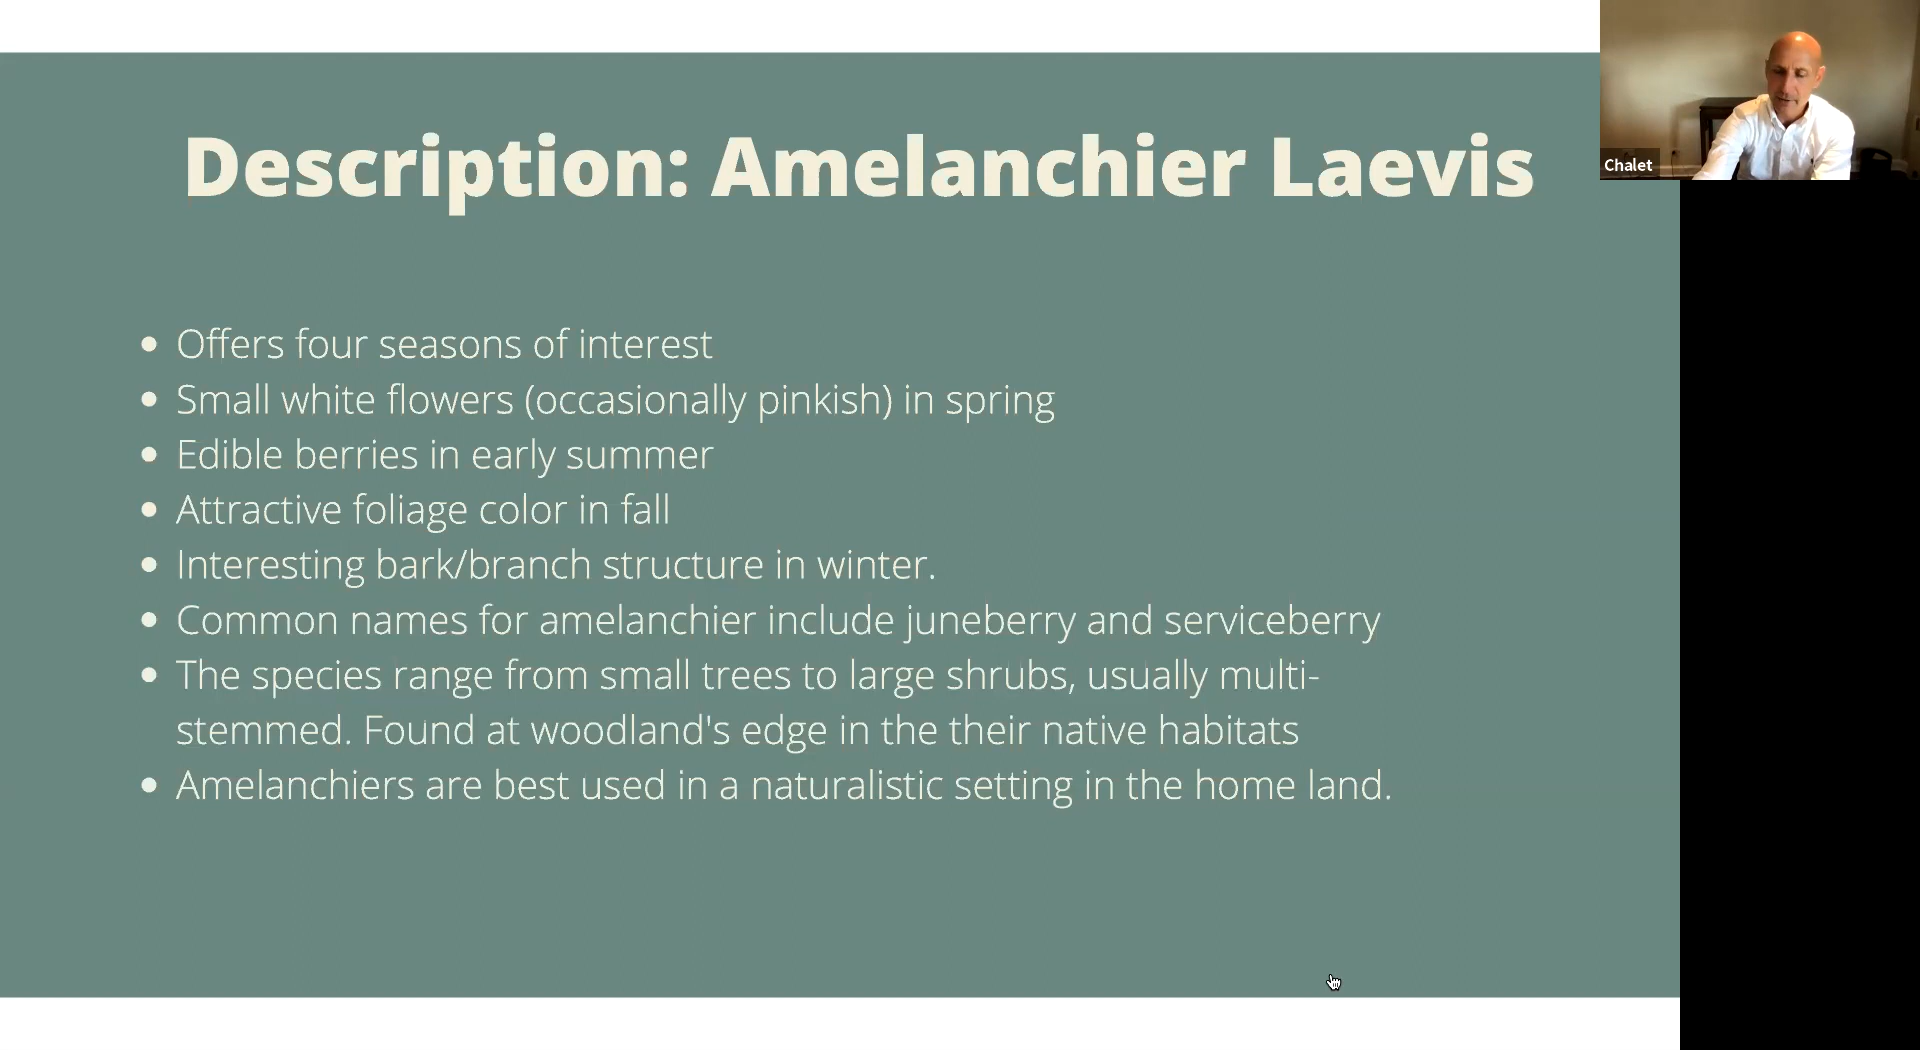 Description: Amelanchier Laevis
Chalet
• Offers four seasons of interest
• Small white flowers (occasionally pinkish) in spring
• Edible berries in early summer
• Attractive foliage color in fall
• Interesting bark/branch structure in winter.
• Common names for amelanchier include juneberry and serviceberry
• The species range from small trees to large shrubs, usually multi-
stemmed. Found at woodland's edge in the their native habitats
• Amelanchiers are best used in a naturalistic setting in the home land.